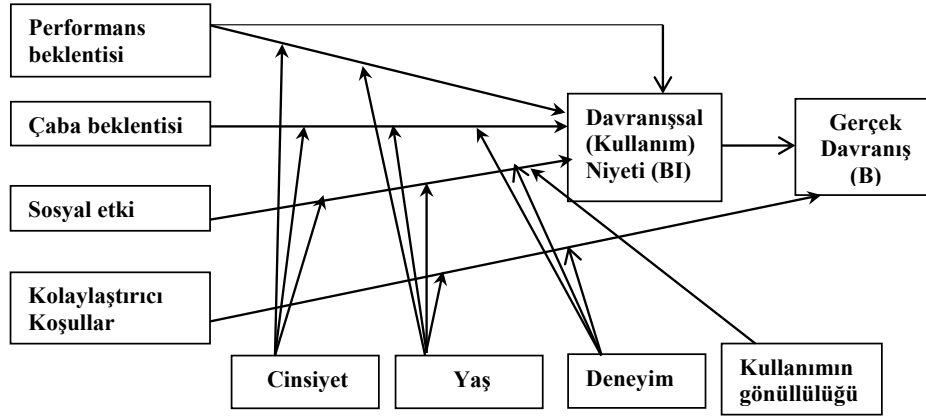 Performans
beklentisi
Çaba beklentisi
Sosyal etki
Kolaylaştırıcı
Koşullar
Davranışsal
(Kullanım)
Niyeti (BI)
Gerçek
Davranış
(B)
Cinsiyet
Yaş
Deneyim
Kullanımın
gönüllülüğü